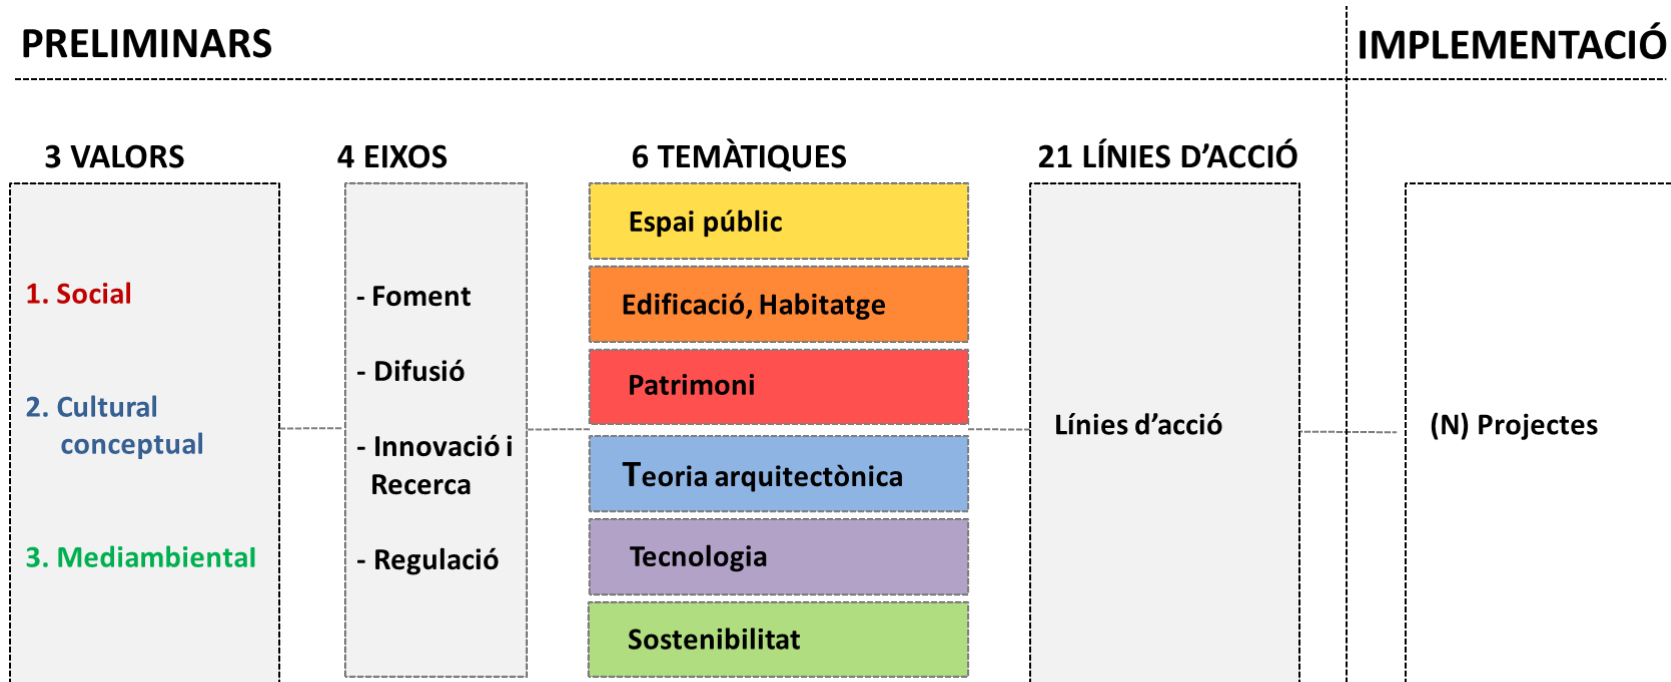 PRELIMINARS
IMPLEMENTACIÓ
3 VALORS
4 EIXOS
6 TEMÀTIQUES
21 LÍNIES D’ACCIÓ
1. Social
2. Cultural
conceptual
3. Mediambiental
- Foment
- Difusió
- Innovació i
Recerca
- Regulació
Espai públic
Edificació, Habitatge
Patrimoni
Teoria arquitectònica
Tecnologia
Sostenibilitat
Línies d’acció
(N) Projectes